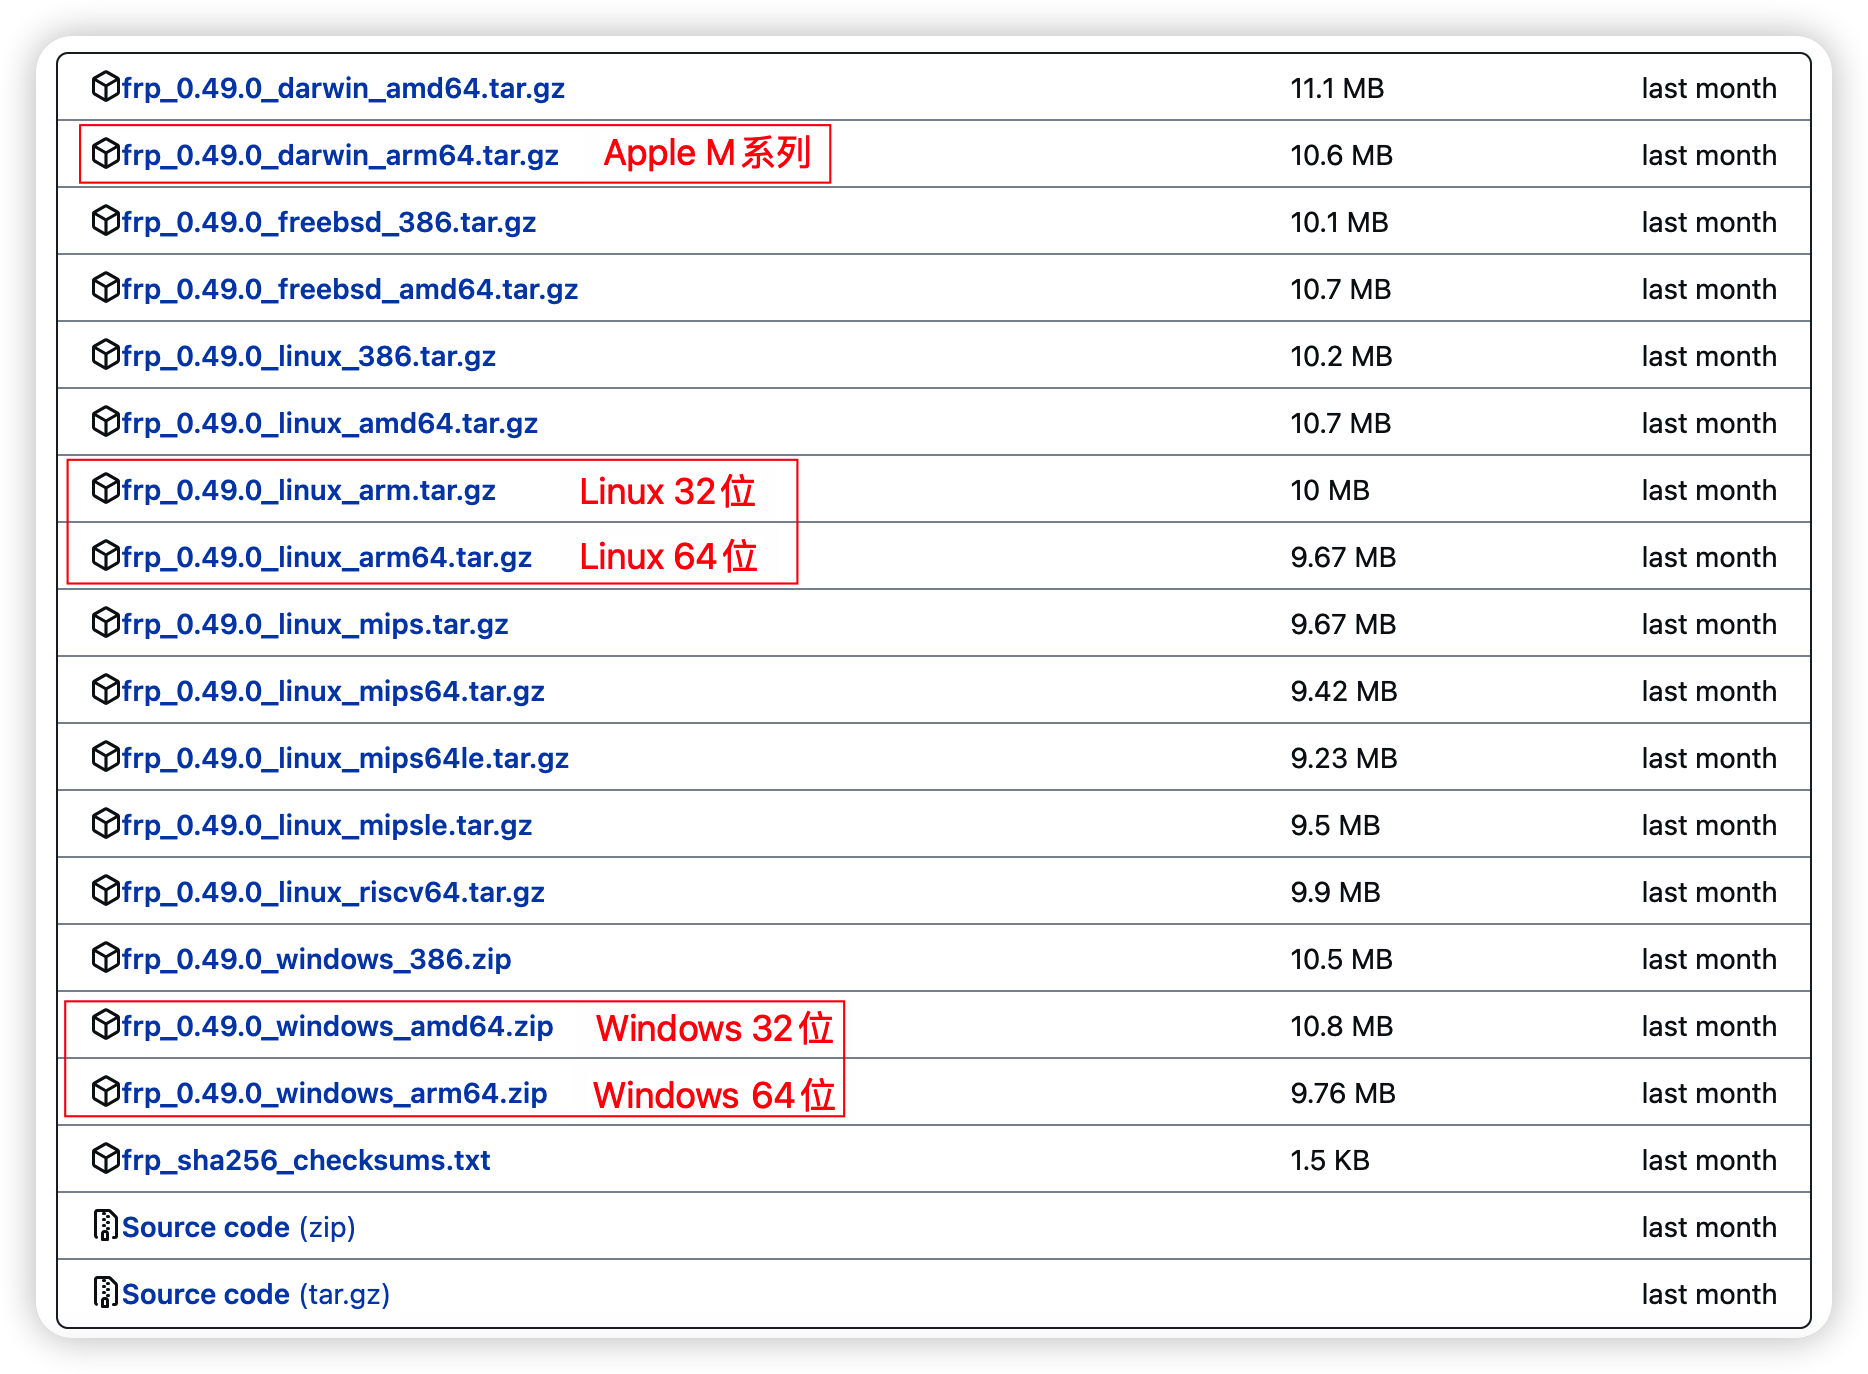 frp_0.49.0_darwin_amd64.tar.gz 11.1 MB last month
frp_0.49.0_darwin_arm64.tar.gz Apple M系列 10.6 MB last month
frp_0.49.0_freebsd_386.tar.gz 10.1 MB last month
frp_0.49.0_freebsd_amd64.tar.gz 10.7 MB last month
frp_0.49.0_linux_386.tar.gz 10.2 MB last month
frp_0.49.0_linux_amd64.tar.gz 10.7 MB last month
frp_0.49.0_linux_arm.tar.gz Linux 32位 10 MB last month
frp_0.49.0_linux_arm64.tar.gz Linux 64位 9.67 MB last month
frp_0.49.0_linux_mips.tar.gz 9.67 MB last month
frp_0.49.0_linux_mips64.tar.gz 9.42 MB last month
frp_0.49.0_linux_mips64le.tar.gz 9.23 MB last month
frp_0.49.0_linux_mipsle.tar.gz 9.5 MB last month
frp_0.49.0_linux_riscv64.tar.gz 9.9 MB last month
frp_0.49.0_windows_386.zip 10.5 MB last month
frp_0.49.0_windows_amd64.zip Windows 32位 10.8 MB last month
frp_0.49.0_windows_arm64.zip Windows 64位 9.76 MB last month
frp_sha256_checksums.txt 1.5 KB last month
Source code (zip) last month
Source code (tar.gz) last month